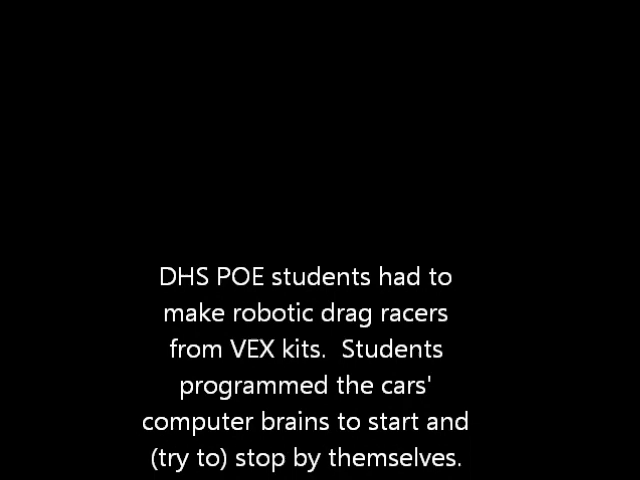 DHS POE students had to
make robotic drag racers
from VEX kits.  Students
programmed the cars'
computer brains to start and
(try to) stop by themselves.